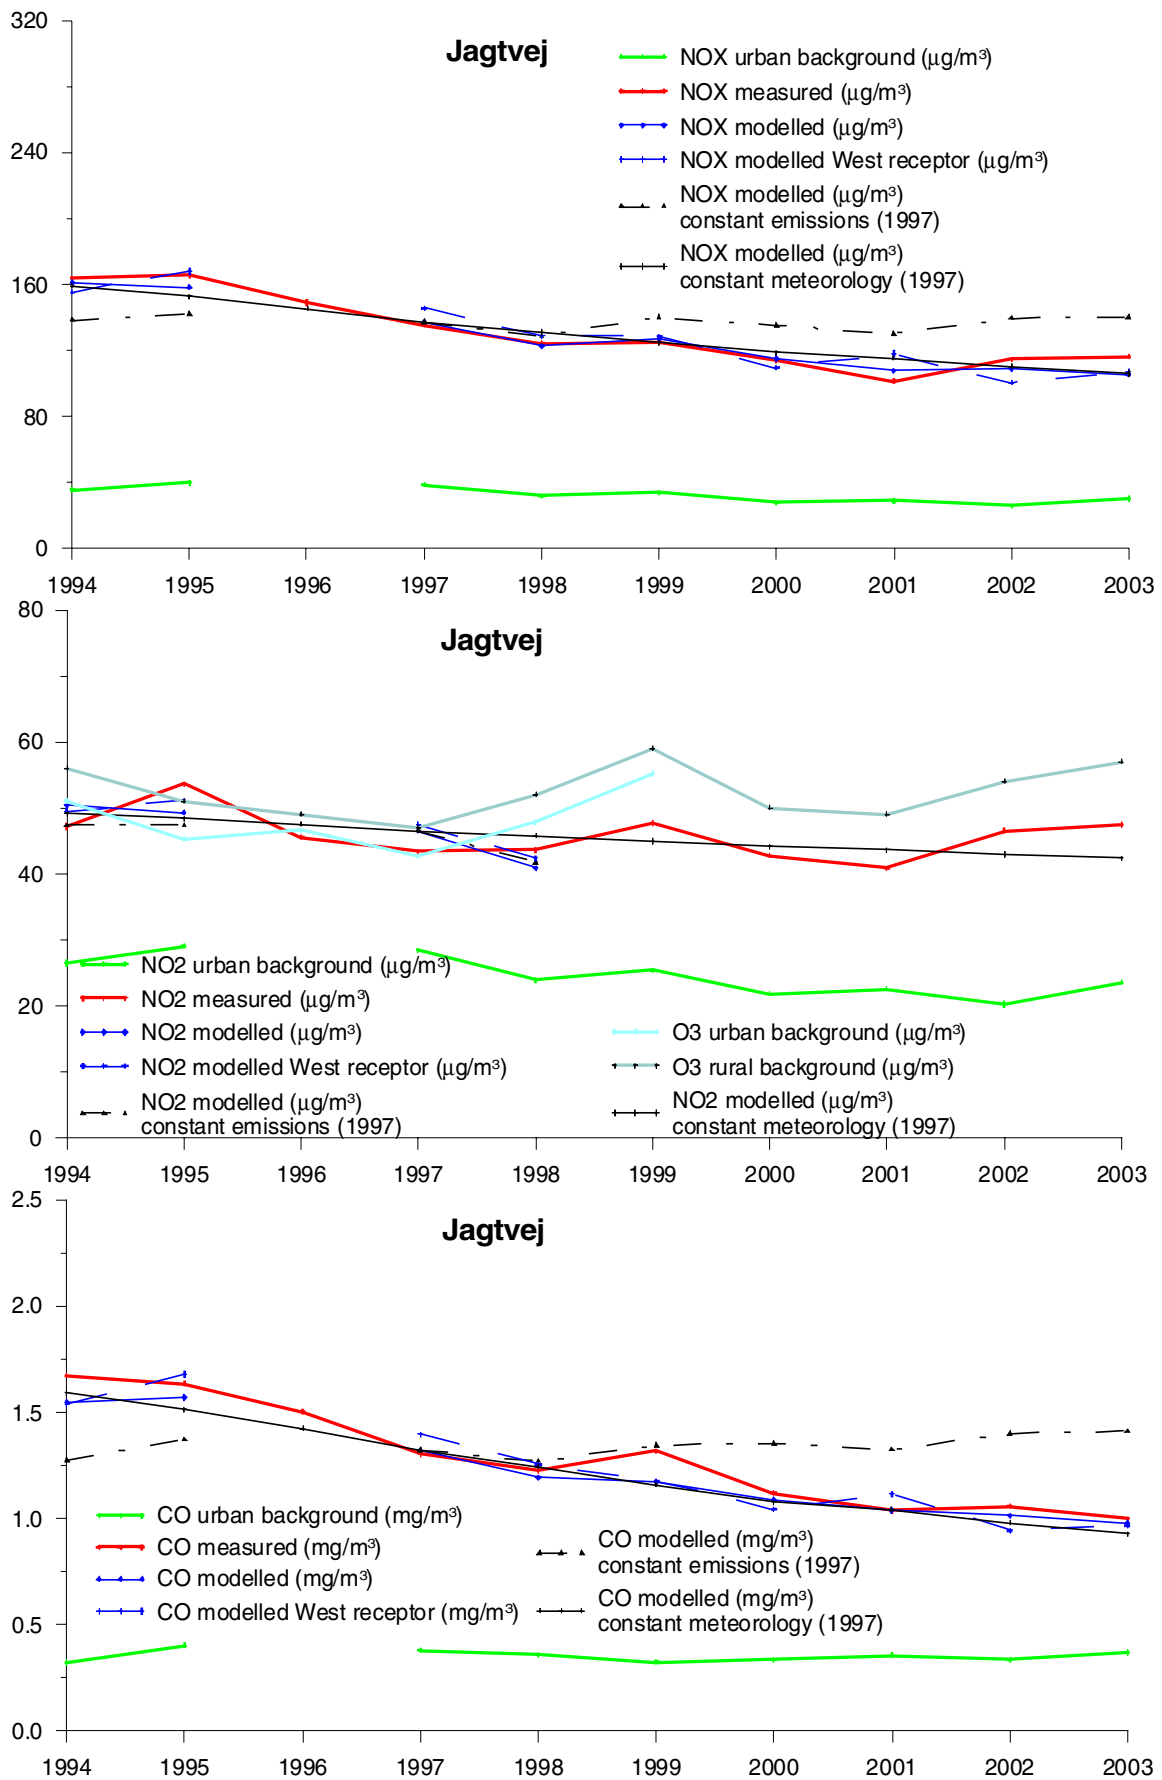 320
Jagtvej
NOX urban background (µg/m³)
NOX measured (µg/m³)
NOX modelled (µg/m³)
240
NOX modelled West receptor (µg/m³)
NOX modelled (µg/m³)
constant emissions (1997)
NOX modelled (µg/m³)
constant meteorology (1997)
160
80
0
1994 1995 1996 1997 1998 1999 2000 2001 2002 2003
80
Jagtvej
60
40
NO2 urban background (µg/m³)
NO2 measured (µg/m³)
20
NO2 modelled (µg/m³)
O3 urban background (µg/m³)
NO2 modelled West receptor (µg/m³)
O3 rural background (µg/m³)
NO2 modelled (µg/m³)
constant emissions (1997)
NO2 modelled (µg/m³)
constant meteorology (1997)
0
1994 1995 1996 1997 1998 1999 2000 2001 2002 2003
2.5
Jagtvej
2.0
1.5
1.0
CO urban background (mg/m³)
CO measured (mg/m³)
CO modelled (mg/m³)
CO modelled West receptor (mg/m³)
CO modelled (mg/m³)
constant emissions (1997)
CO modelled (mg/m³)
constant meteorology (1997)
0.5
0.0
1994 1995 1996 1997 1998 1999 2000 2001 2002 2003